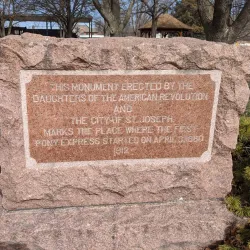 THIS MONUMENT ERECTED BY THE
DAUGHTERS OF THE AMERICAN REVOLUTION
AND
THE CITY OF ST. JOSEPH
MARKS THE PLACE WHERE THE FIRST
PONY EXPRESS STARTED ON APRIL 3, 1860
1912